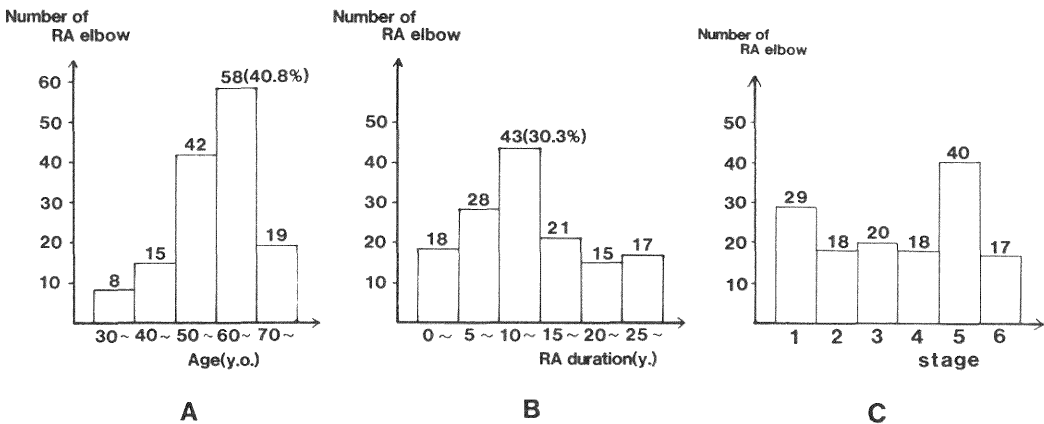 Number of
RA elbow
60
50
40
30
20
10
8
15
42
58(40.8%)
19
30~ 40~ 50~ 60~ 70~
Age(y.o.)
A
Number of
RA elbow
50
40
30
20
10
18
28
43(30.3%)
21
15
17
0~ 5~ 10~ 15~ 20~ 25~
RA duration(y.)
B
Number of
RA elbow
50
40
30
20
10
29
18
20
18
40
17
1 2 3 4 5 6
stage
C